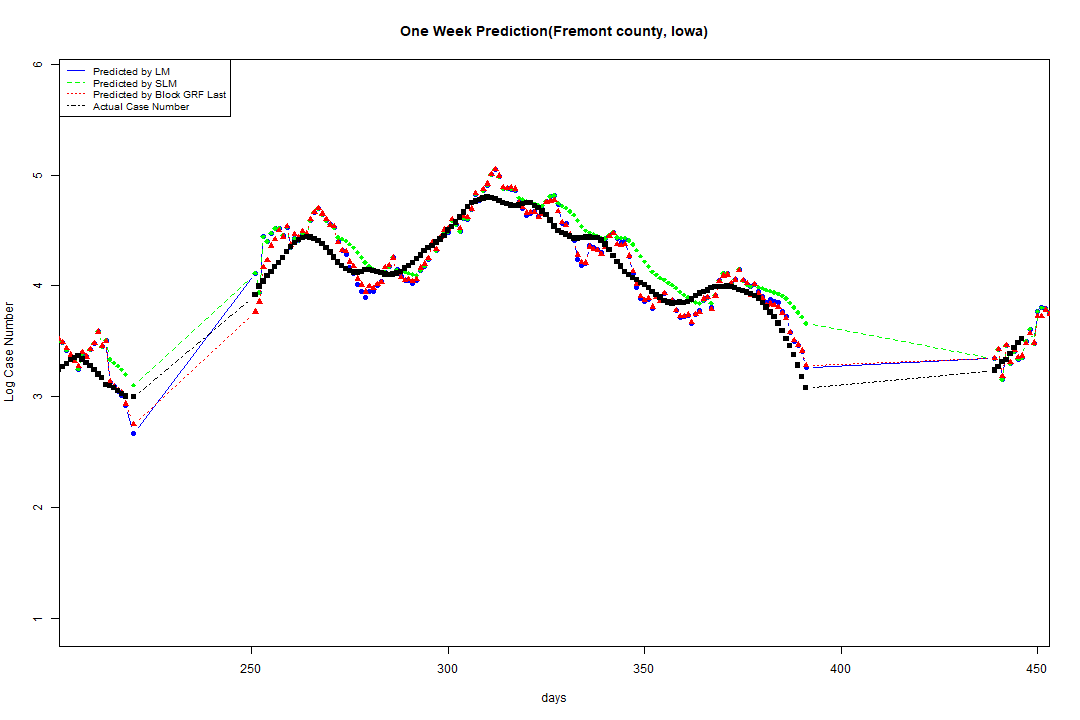 One Week Prediction(Fremont county, Iowa)
Predicted by LM
Predicted by SLM
Predicted by Block GRF Last
Actual Case Number
6
5
4
3
2
1
Log Case Number
250 300 350 400 450
days